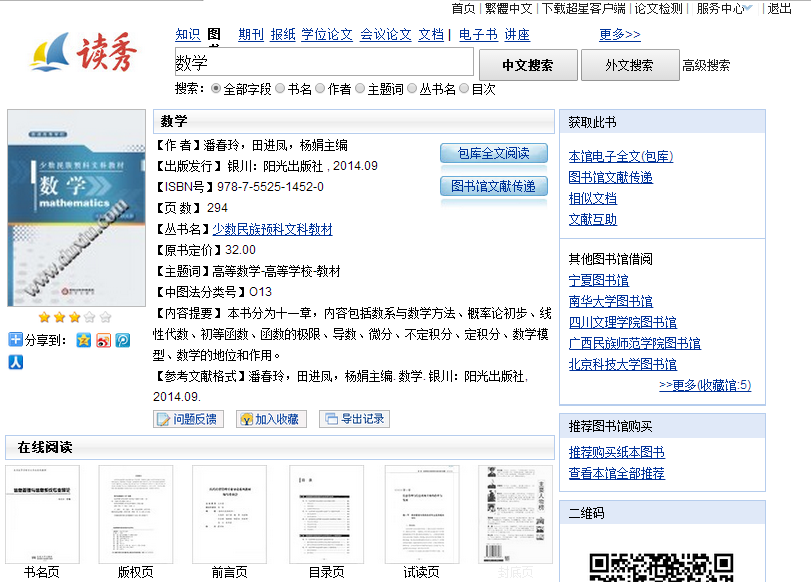 首页 | 繁體中文 | 下载超星客户端 | 论文检测 | 服务中心 | 退出
读秀
知识 图书 期刊 报纸 学位论文 会议论文 文档 | 电子书 讲座 更多>>
数学
中文搜索 外文搜索 高级搜索
搜索： 全部字段 书名 作者 主题词 丛书名 目次
数学
【作 者】潘春玲，田进凤，杨娟主编
【出版发行】银川：阳光出版社 , 2014.09
【ISBN号】978-7-5525-1452-0
【页 数】 294
【丛书名】少数民族预科文科教材
【原书定价】32.00
【主题词】高等数学-高等学校-教材
【中图法分类号】O13
【内容提要】本书分为十一章，内容包括数系与数学方法、概率论初步、线
性代数、初等函数、函数的极限、导数、微分、不定积分、定积分、数学模
型、数学的地位和作用。
【参考文献格式】潘春玲，田进凤，杨娟主编. 数学. 银川：阳光出版社,
2014.09.
包库全文阅读
图书馆文献传递
少数民族预科文科教材
数学
mathematics
www.duxiu.com
分享到：
问题反馈 加入收藏 导出记录
获取此书
本馆电子全文(包库)
图书馆文献传递
相似文档
文献互助
其他图书馆借阅
宁夏图书馆
南华大学图书馆
四川文理学院图书馆
广西民族师范学院图书馆
北京科技大学图书馆
>>更多(收藏馆:5)
推荐图书馆购买
推荐购买纸本图书
查看本馆全部推荐
二维码
在线阅读
书名页 版权页 前言页 目录页 试读页 封底页